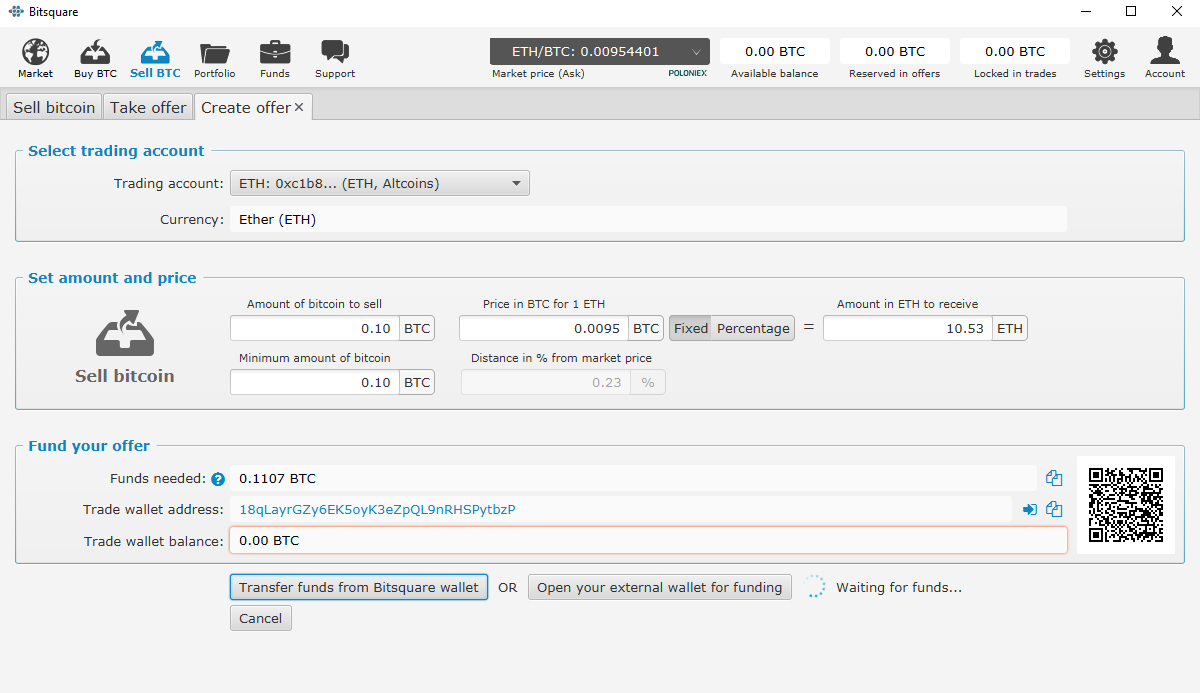 Bitsquare
Market Buy BTC Sell BTC Portfolio Funds Support
ETH/BTC: 0.00954401 0.00 BTC 0.00 BTC 0.00 BTC
Market price (Ask) POLONIEX Available balance Reserved in offers Locked in trades Settings Account
Sell bitcoin Take offer Create offer
Select trading account
Trading account: ETH: 0xc1b8... (ETH, Altcoins)
Currency: Ether (ETH)
Set amount and price
Amount of bitcoin to sell Price in BTC for 1 ETH Amount in ETH to receive
0.10 BTC 0.0095 BTC Fixed Percentage = 10.53 ETH
Minimum amount of bitcoin Distance in % from market price
0.10 BTC 0.23 %
Sell bitcoin
Fund your offer
Funds needed: ? 0.1107 BTC
Trade wallet address: 18qLayrGZy6EK5oyK3eZpQL9nRHSPytbzP
Trade wallet balance: 0.00 BTC
Transfer funds from Bitsquare wallet OR Open your external wallet for funding Waiting for funds...
Cancel